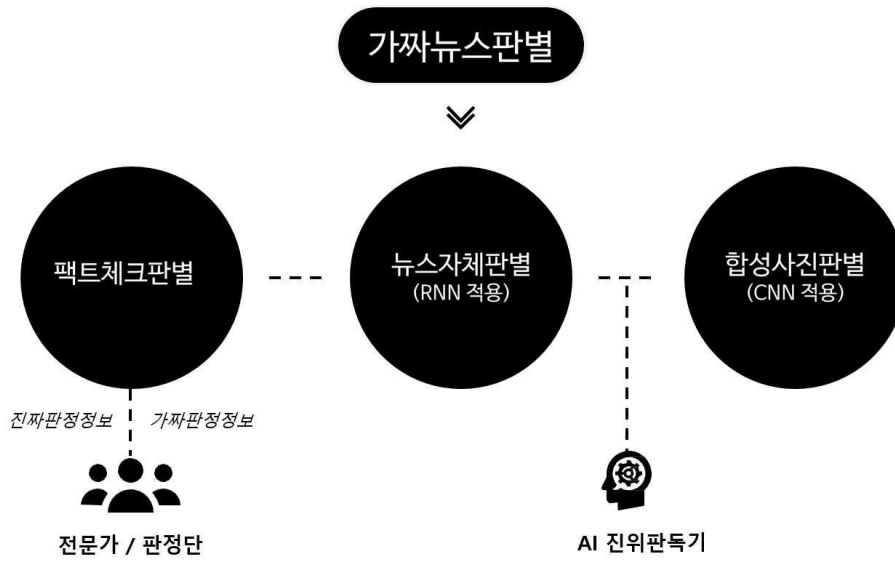 가짜뉴스판별
팩트체크판별
뉴스자체판별
(RNN 적용)
합성사진판별
(CNN 적용)
진짜판정정보
가짜판정정보
전문가 / 판정단
AI 진위판독기